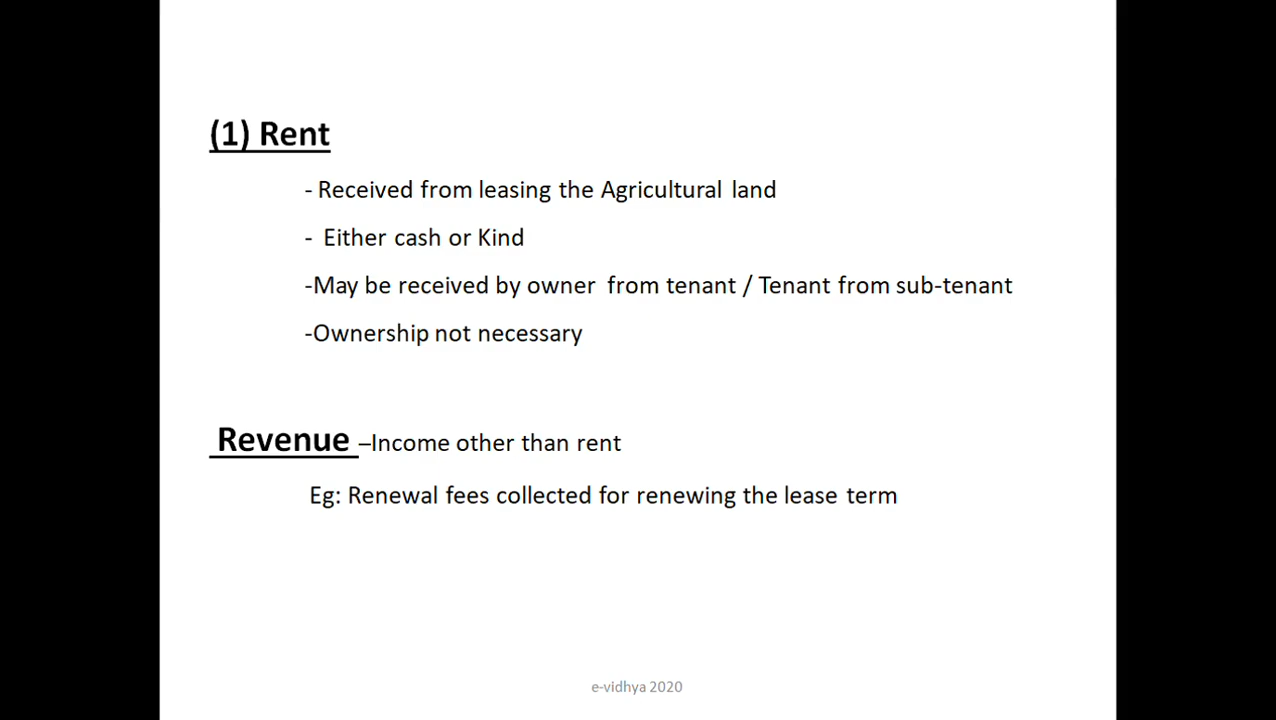 (1) Rent
- Received from leasing the Agricultural land
- Either cash or Kind
-May be received by owner from tenant / Tenant from sub-tenant
-Ownership not necessary
Revenue –Income other than rent
Eg: Renewal fees collected for renewing the lease term
e-vidhya 2020